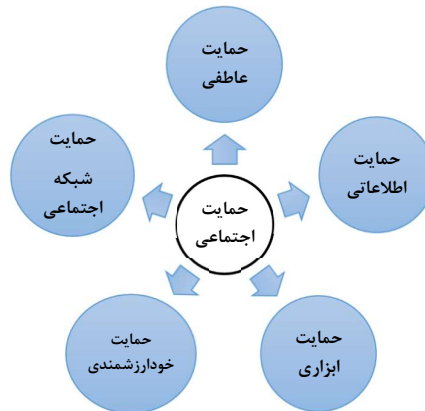 حمایت
عاطفی
حمایت
اطلاعاتی
حمایت
شبکه
اجتماعی
حمایت
اجتماعی
حمایت
ابزاری
حمایت
خودارزشمندی